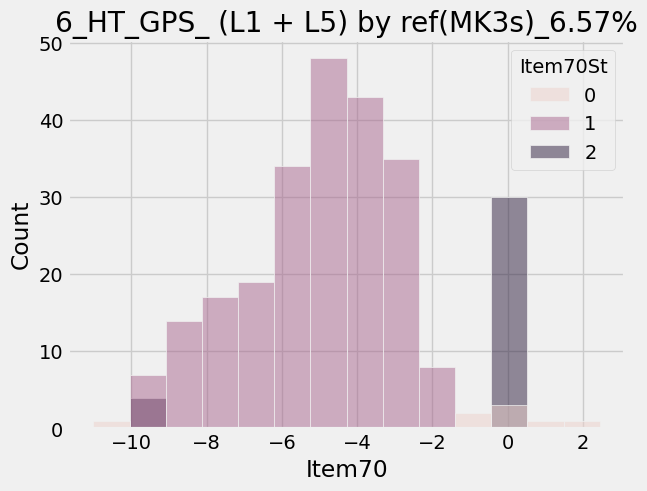 6_HT_GPS_ (L1 + L5) by ref(MK3s)_6.57%
Item70St
0
1
2
50
40
30
20
10
0
Count
−10 −8 −6 −4 −2 0 2
Item70